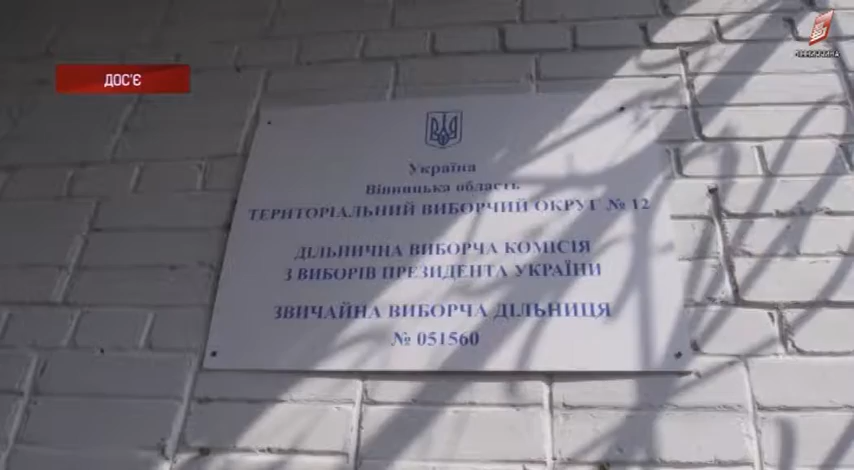 ДОС'Є
ВІННИЧЧИНА
Україна
Вінницька область
ТЕРИТОРІАЛЬНИЙ ВИБОРЧИЙ ОКРУГ № 12
ДІЛЬНИЧНА ВИБОРЧА КОМІСІЯ
З ВИБОРІВ ПРЕЗИДЕНТА УКРАЇНИ
ЗВИЧАЙНА ВИБОРЧА ДІЛЬНИЦЯ
№ 051560